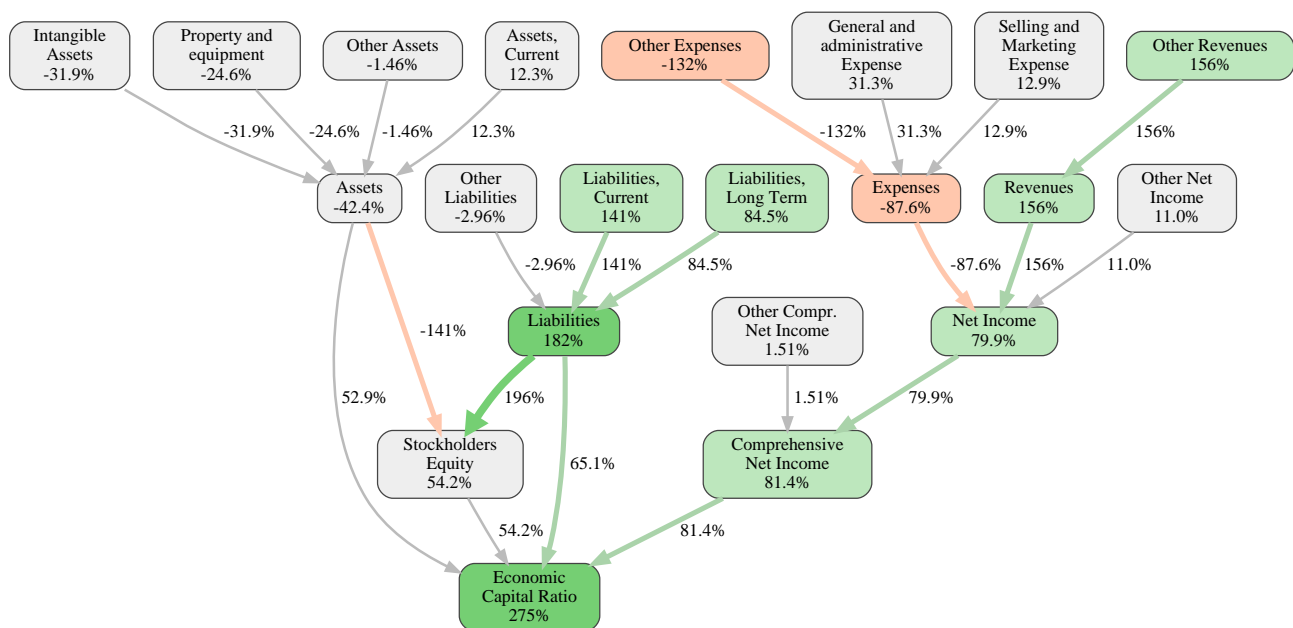 Intangible
Assets
-31.9%
Property and
equipment
-24.6%
Other Assets
-1.46%
Assets,
Current
12.3%
Other Expenses
-132%
General and
administrative
Expense
31.3%
Selling and
Marketing
Expense
12.9%
Other Revenues
156%
-31.9%
-24.6%
-1.46%
12.3%
-132%
31.3%
12.9%
156%
Assets
-42.4%
Other
Liabilities
-2.96%
Liabilities,
Current
141%
Liabilities,
Long Term
84.5%
Expenses
-87.6%
Revenues
156%
Other Net
Income
11.0%
-2.96%
141%
84.5%
-87.6%
156%
11.0%
Liabilities
182%
Other Compr.
Net Income
1.51%
Net Income
79.9%
-141%
52.9%
196%
1.51%
79.9%
Stockholders
Equity
54.2%
65.1%
Comprehensive
Net Income
81.4%
54.2%
81.4%
Economic
Capital Ratio
275%